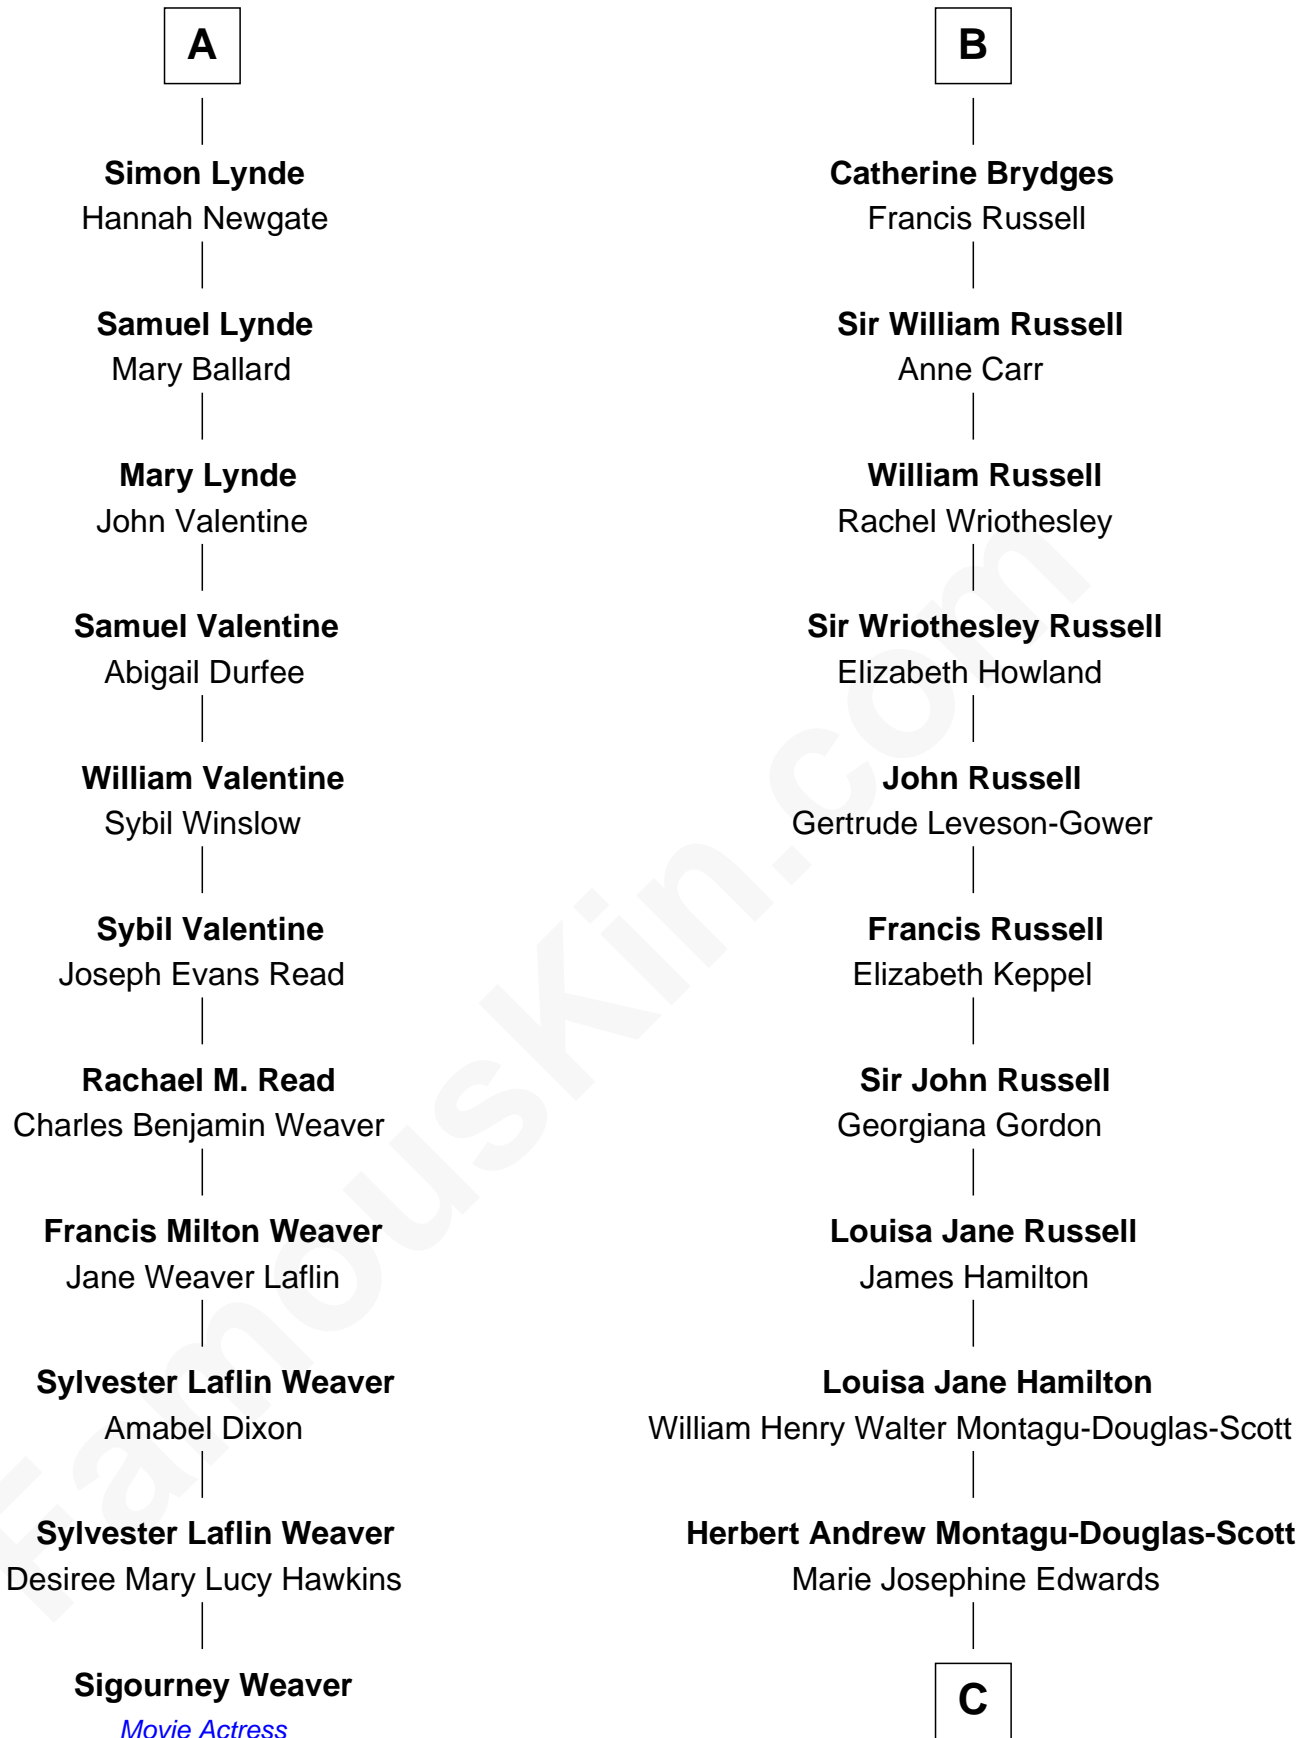 A
Simon Lynde
Hannah Newgate
Samuel Lynde
Mary Ballard
Mary Lynde
John Valentine
Samuel Valentine
Abigail Durfee
William Valentine
Sybil Winslow
Sybil Valentine
Joseph Evans Read
Rachael M. Read
Charles Benjamin Weaver
Francis Milton Weaver
Jane Weaver Laflin
Sylvester Laflin Weaver
Amabel Dixon
Sylvester Laflin Weaver
Desiree Mary Lucy Hawkins
Sigourney Weaver
Movie Actress
B
Catherine Brydges
Francis Russell
Sir William Russell
Anne Carr
William Russell
Rachel Wriothesley
Sir Wriothesley Russell
Elizabeth Howland
John Russell
Gertrude Leveson-Gower
Francis Russell
Elizabeth Keppel
Sir John Russell
Georgiana Gordon
Louisa Jane Russell
James Hamilton
Louisa Jane Hamilton
William Henry Walter Montagu-Douglas-Scott
Herbert Andrew Montagu-Douglas-Scott
Marie Josephine Edwards
C
FamousKin.com